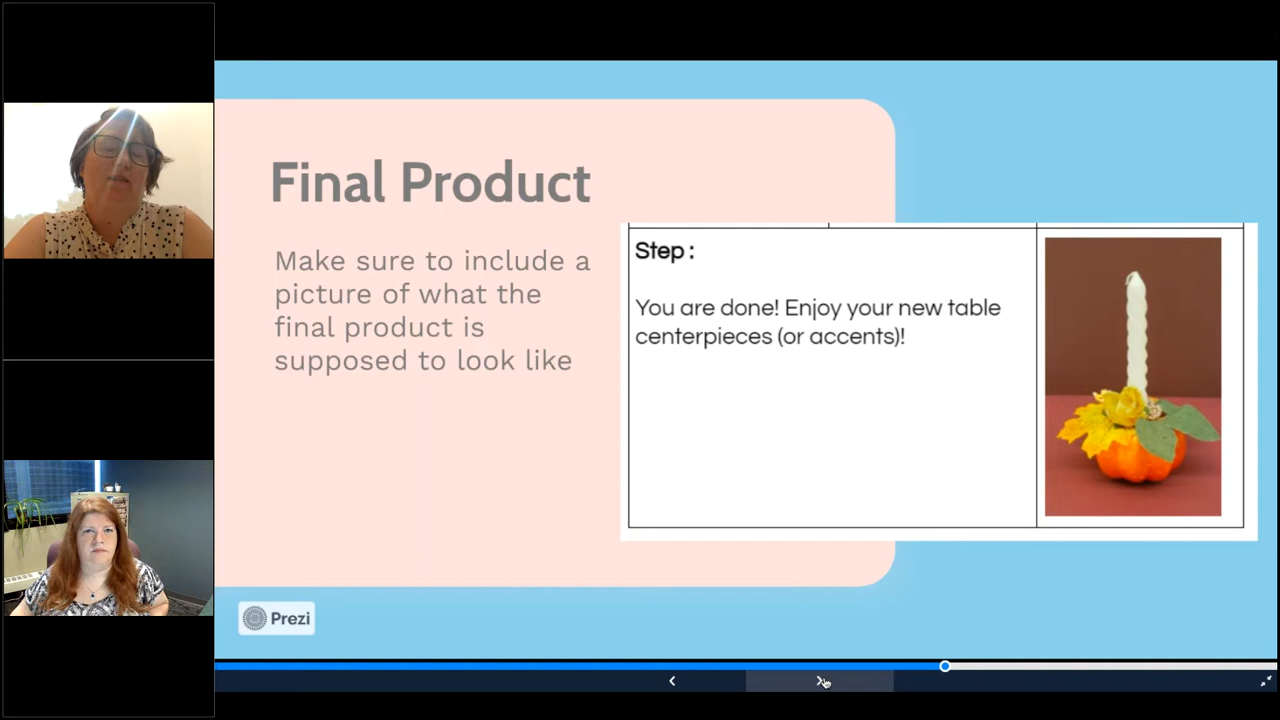 Final Product
Make sure to include a
picture of what the
final product is
supposed to look like
Step :
You are done! Enjoy your new table
centerpieces (or accents)!
Prezi